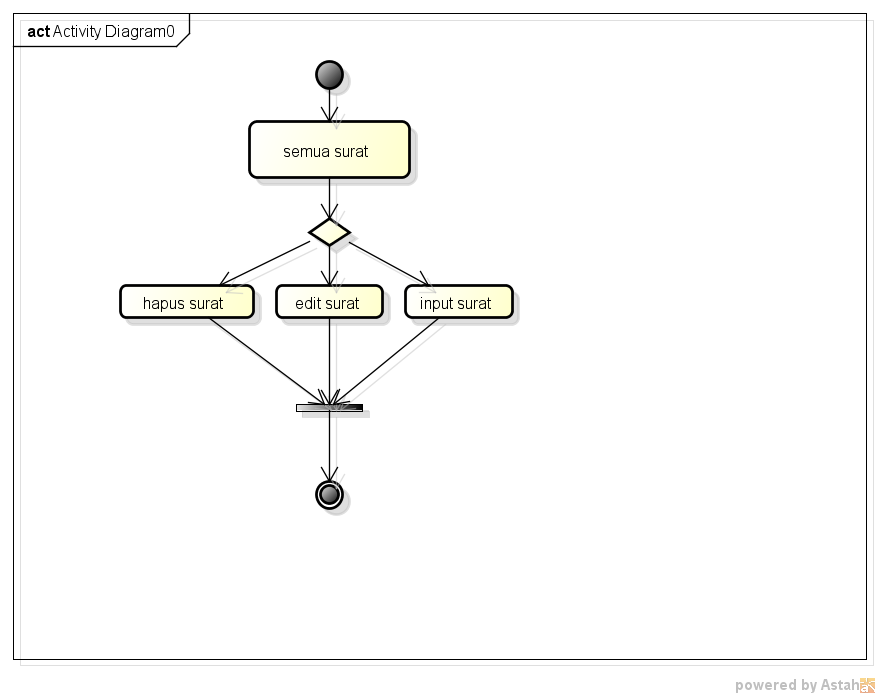 act Activity Diagram0
semua surat
hapus surat
edit surat
input surat
powered by Astah